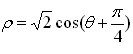 ρ = √2 cos(θ + π/4)